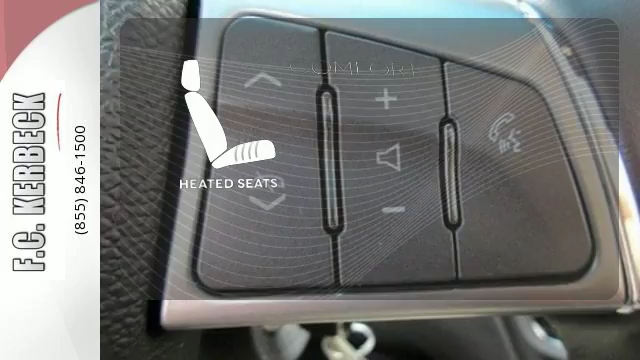 F.C. KERBECK
(855) 846-1500
COMFORT
HEATED SEATS
+
-